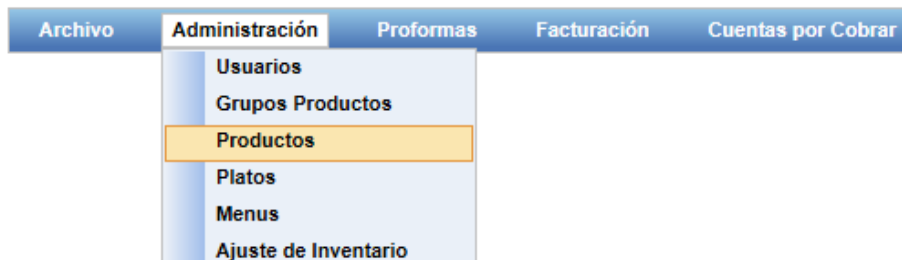 Archivo Administración Proformas Facturación Cuentas por Cobrar
Usuarios
Grupos Productos
Productos
Platos
Menus
Ajuste de Inventario